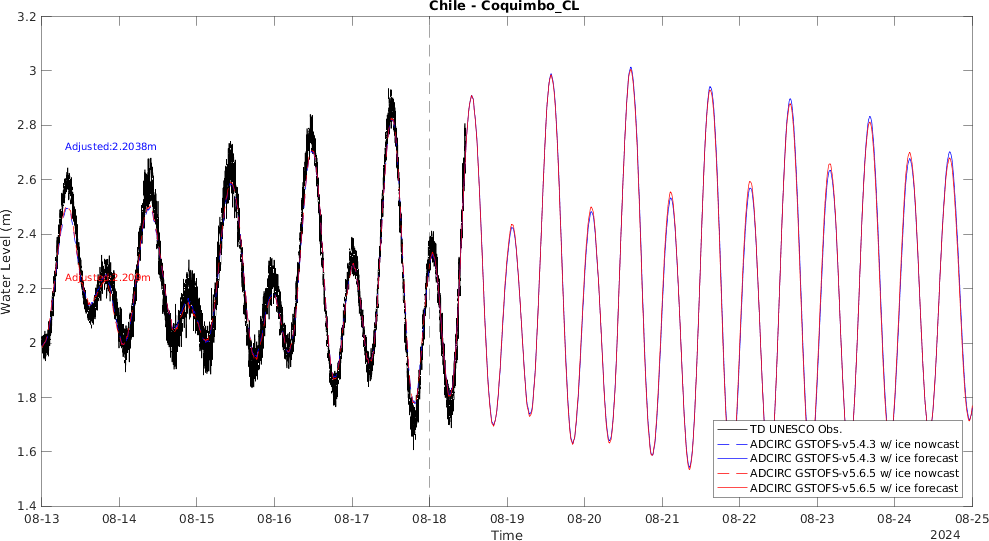 Chile - Coquimbo_CL
3.2
3
2.8
2.6
2.4
2.2
2
1.8
1.6
1.4
Water Level (m)
Adjusted:2.2038m
Adjusted:2.209m
TD UNESCO Obs.
ADCIRC GSTOFS-v5.4.3 w/ ice nowcast
ADCIRC GSTOFS-v5.4.3 w/ ice forecast
ADCIRC GSTOFS-v5.6.5 w/ ice nowcast
ADCIRC GSTOFS-v5.6.5 w/ ice forecast
08-13 08-14 08-15 08-16 08-17 08-18 08-19 08-20 08-21 08-22 08-23 08-24 08-25
Time
2024